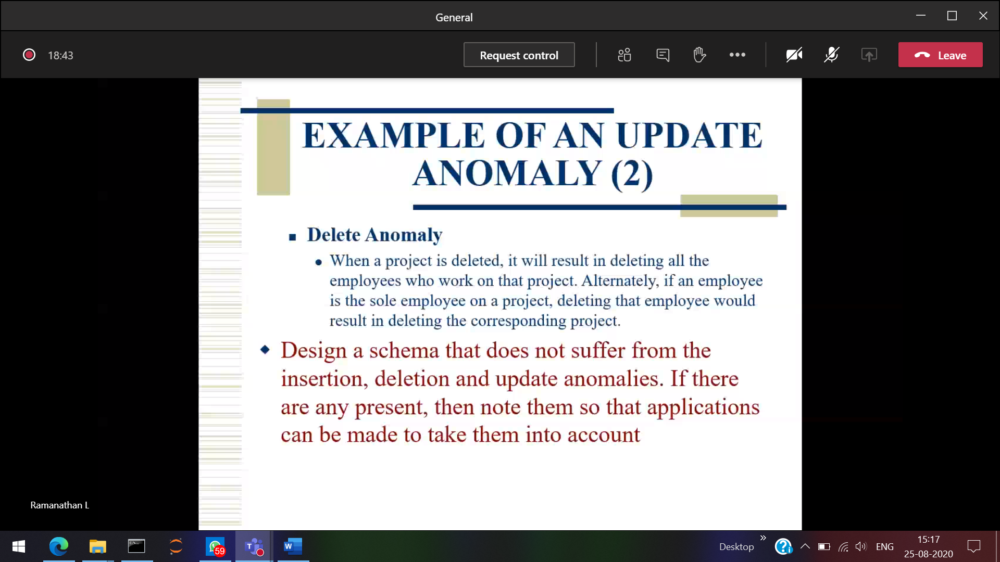 General
18:43
Request control
Leave
EXAMPLE OF AN UPDATE
ANOMALY (2)
Delete Anomaly
When a project is deleted, it will result in deleting all the
employees who work on that project. Alternately, if an employee
is the sole employee on a project, deleting that employee would
result in deleting the corresponding project.
Design a schema that does not suffer from the
insertion, deletion and update anomalies. If there
are any present, then note them so that applications
can be made to take them into account
Ramanathan L
59
T
W
Desktop
ENG
15:17
25-08-2020